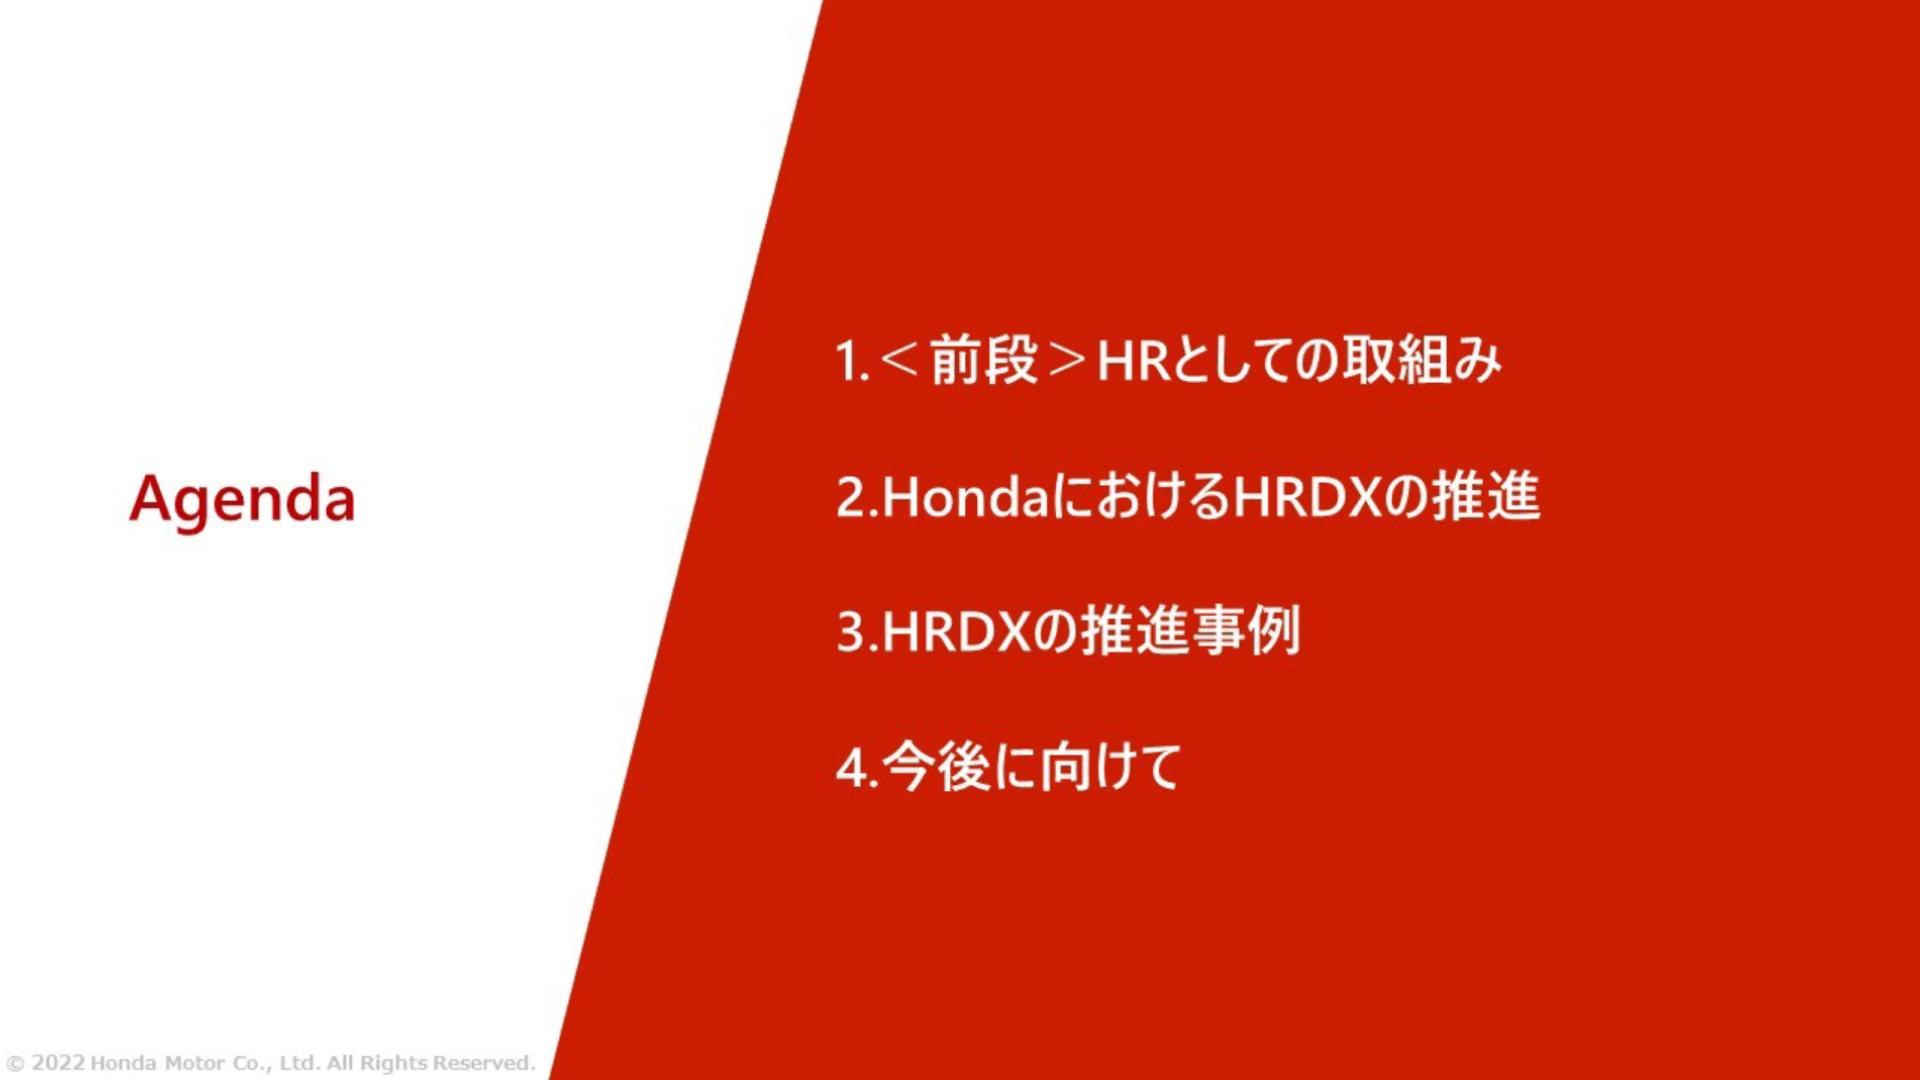 Agenda
1.＜前段＞HRとしての取組み
2.HondaにおけるHRDXの推進
3.HRDXの推進事例
4.今後に向けて
© 2022 Honda Motor Co., Ltd. All Rights Reserved.